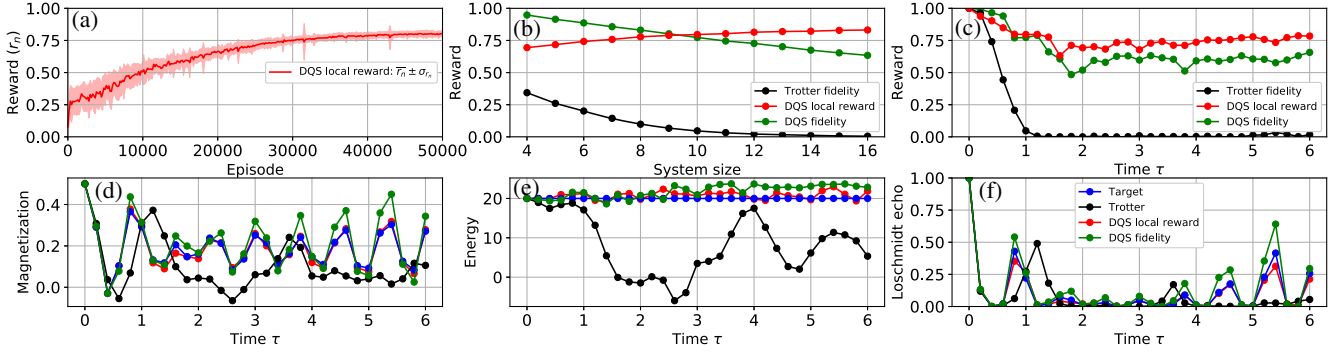 (a)
Reward (rₙ)
1.00
0.75
0.50
0.25
0.00
DQS local reward: r̅ₙ ± σ_rₙ
0 10000 20000 30000 40000 50000
Episode
(b)
Reward
1.00
0.75
0.50
0.25
0.00
Trotter fidelity
DQS local reward
DQS fidelity
4 6 8 10 12 14 16
System size
(c)
Reward
1.00
0.75
0.50
0.25
0.00
Trotter fidelity
DQS local reward
DQS fidelity
0 1 2 3 4 5 6
Time τ
(d)
Magnetization
0.4
0.2
0.0
0 1 2 3 4 5 6
Time τ
(e)
Energy
20
10
0
0 1 2 3 4 5 6
Time τ
(f)
Loschmidt echo
1.00
0.75
0.50
0.25
0.00
Target
Trotter
DQS local reward
DQS fidelity
0 1 2 3 4 5 6
Time τ